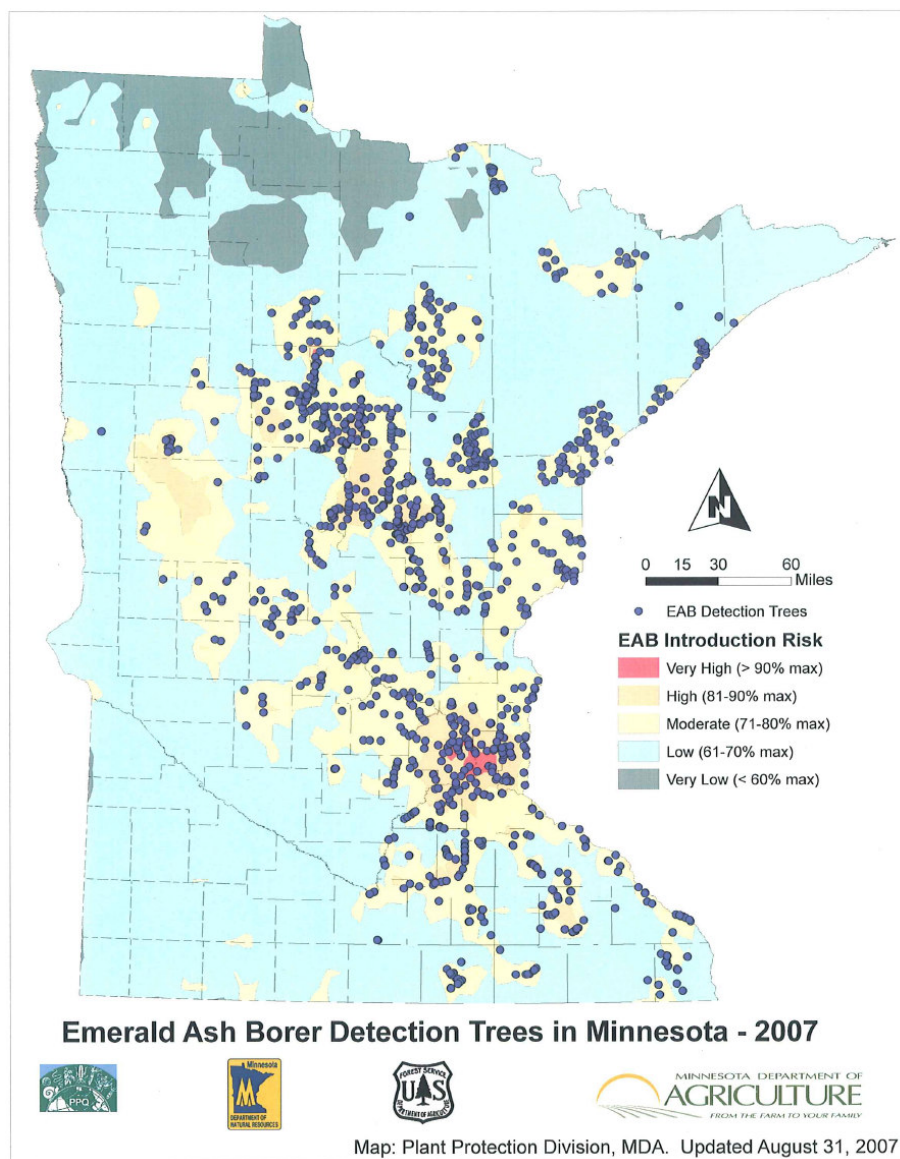 N
0 15 30 60
Miles
EAB Detection Trees
EAB Introduction Risk
Very High (> 90% max)
High (81-90% max)
Moderate (71-80% max)
Low (61-70% max)
Very Low (< 60% max)
Emerald Ash Borer Detection Trees in Minnesota - 2007
PPQ
Minnesota
M
DEPARTMENT OF
NATURAL RESOURCES
FOREST SERVICE
U S
DEPARTMENT OF AGRICULTURE
MINNESOTA DEPARTMENT OF
AGRICULTURE
FROM THE FARM TO YOUR FAMILY
Map: Plant Protection Division, MDA. Updated August 31, 2007